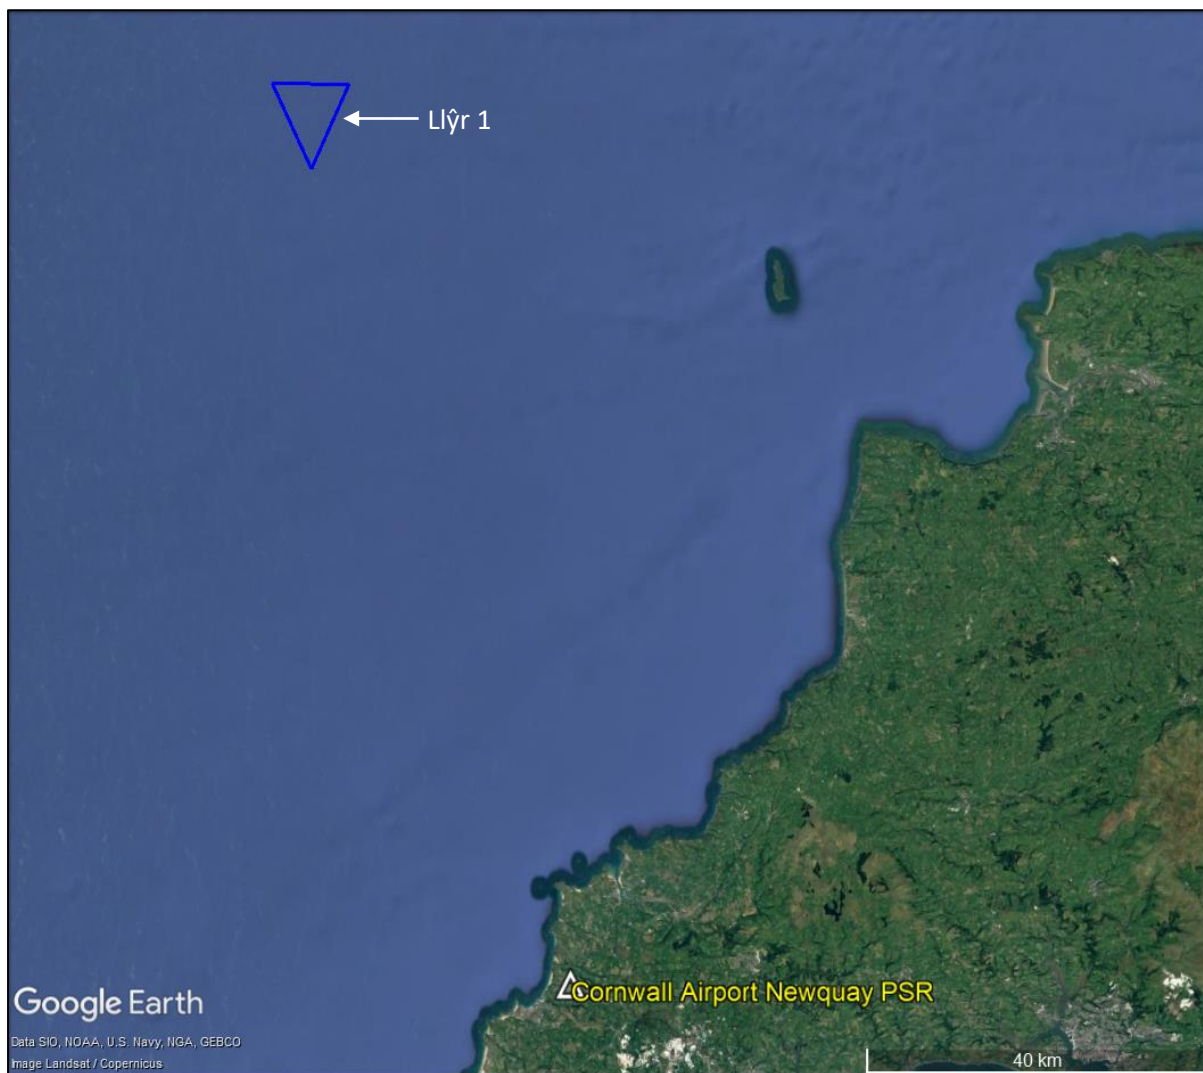 Llŷr 1
Cornwall Airport Newquay PSR
Google Earth
Data SIO, NOAA, U.S. Navy, NGA, GEBCO
Image Landsat / Copernicus
40 km